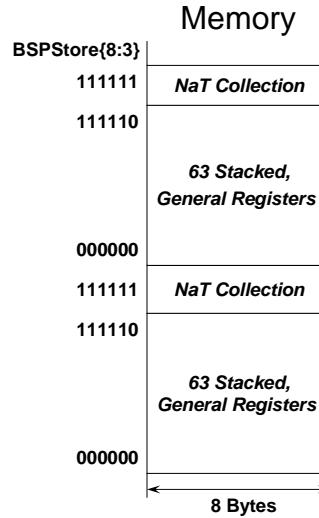 Memory
BSPStore{8:3}
111111
NaT Collection
111110
63 Stacked,
General Registers
000000
111111
NaT Collection
111110
63 Stacked,
General Registers
000000
8 Bytes